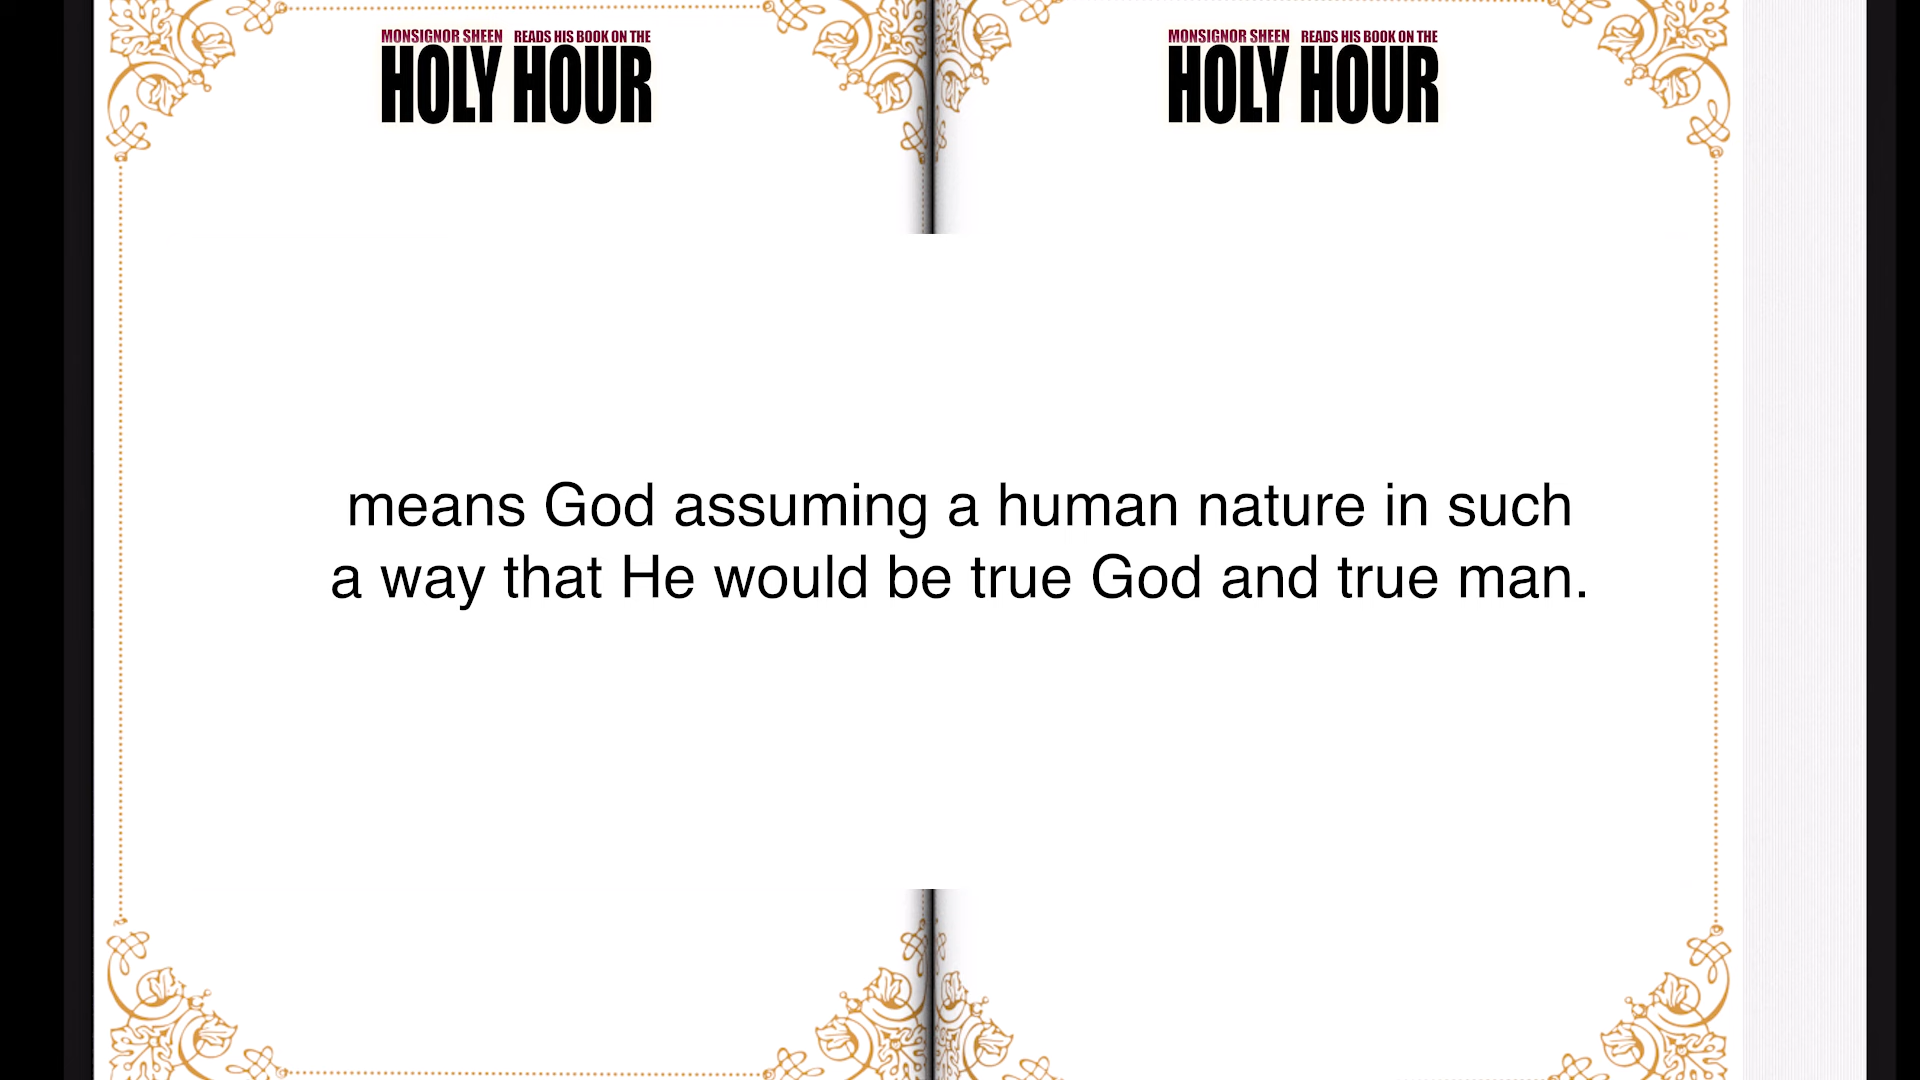 MONSIGNOR SHEEN READS HIS BOOK ON THE
HOLY HOUR
MONSIGNOR SHEEN READS HIS BOOK ON THE
HOLY HOUR
means God assuming a human nature in such
a way that He would be true God and true man.